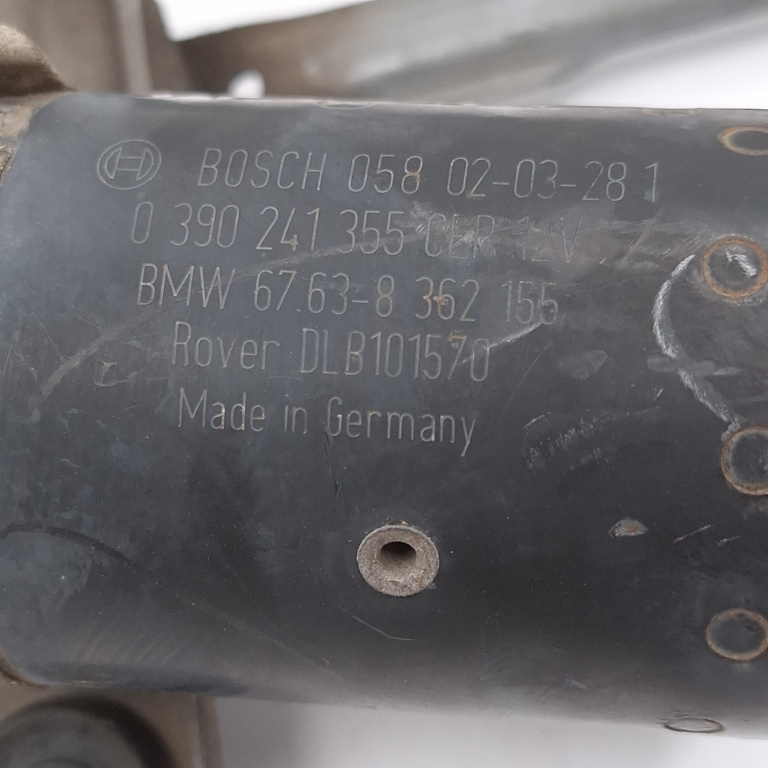 BOSCH 058 02-03-28 1
0 390 241 355 CEP 12V
BMW 67.63-8 362 155
Rover DLB101570
Made in Germany